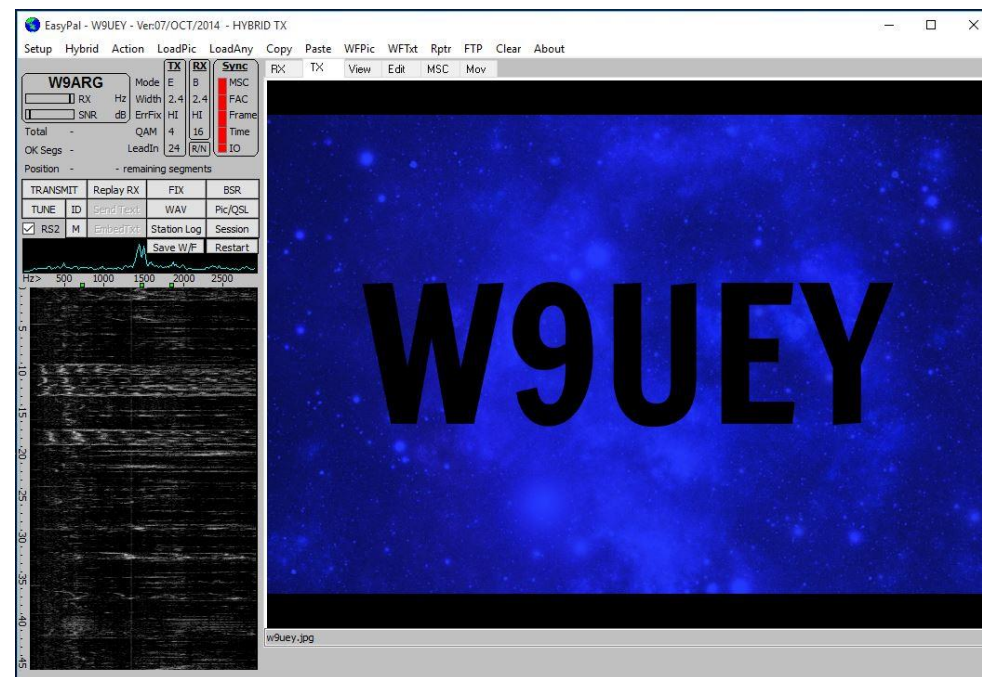 EasyPal - W9UEY - Ver:07/OCT/2014 - HYBRID TX
Setup Hybrid Action LoadPic LoadAny Copy Paste WFPic WFTxt Rptr FTP Clear About
TX RX Sync
RX TX View Edit MSC Mov
W9ARG
Mode E B MSC
RX Hz Width 2.4 2.4 FAC
SNR dB ErrFix HI HI Frame
Total - QAM 4 16 Time
OK Segs - LeadIn 24 R/N IO
Position - - remaining segments
TRANSMIT Replay RX FIX BSR
TUNE ID Send Text WAV Pic/QSL
RS2 M EmbedTxt Station Log Session
Save W/F Restart
Hz> 500 1000 1500 2000 2500
0
5
10
15
20
25
30
35
40
45
W9UEY
w9uey.jpg